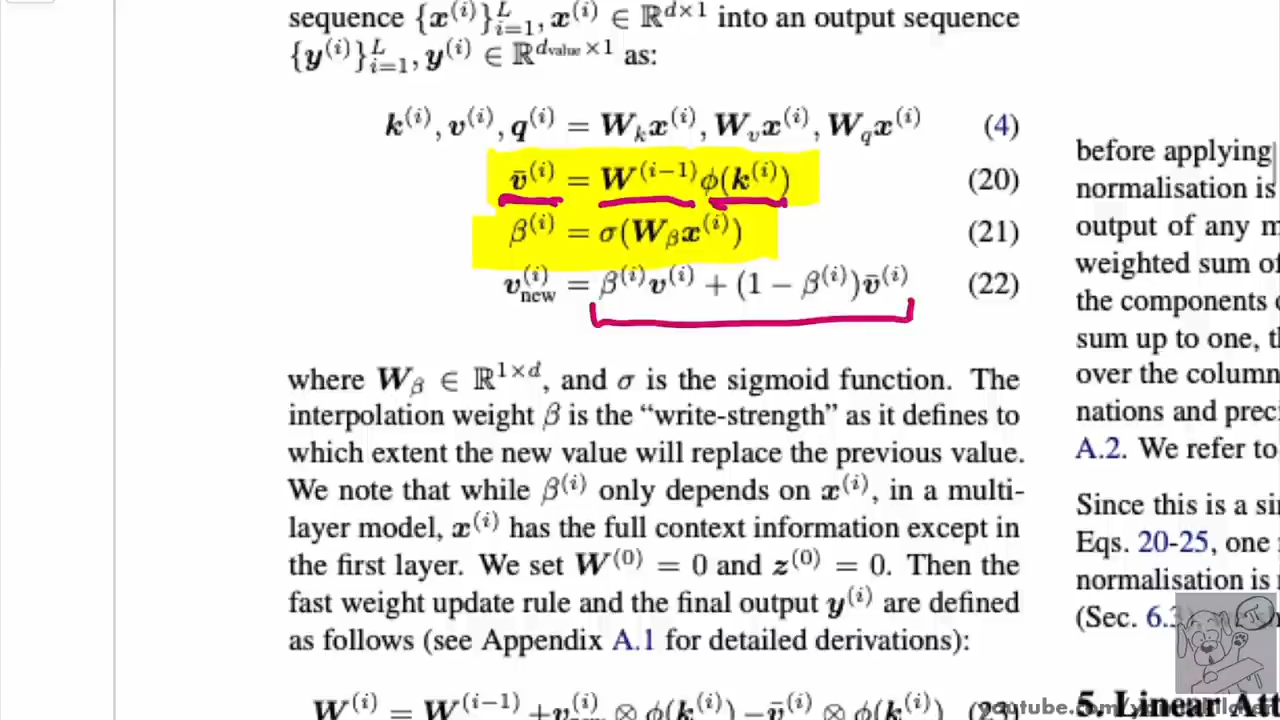 sequence {x^(i)}_{i=1}^L, x^(i) ∈ ℝ^{d×1} into an output sequence
{y^(i)}_{i=1}^L, y^(i) ∈ ℝ^{d_value×1} as:
k^(i), v^(i), q^(i) = W_k x^(i), W_v x^(i), W_q x^(i) (4)
v̄^(i) = W^(i−1) ϕ(k^(i)) (20)
β^(i) = σ(W_β x^(i)) (21)
v_new^(i) = β^(i) v^(i) + (1 − β^(i)) v̄^(i) (22)
where W_β ∈ ℝ^{1×d}, and σ is the sigmoid function. The
interpolation weight β is the “write-strength” as it defines to
which extent the new value will replace the previous value.
We note that while β^(i) only depends on x^(i), in a multi-
layer model, x^(i) has the full context information except in
the first layer. We set W^(0) = 0 and z^(0) = 0. Then the
fast weight update rule and the final output y^(i) are defined
as follows (see Appendix A.1 for detailed derivations):
W^(i) = W^(i−1) + v_new^(i) ⊗ ϕ(k^(i)) − v̄^(i) ⊗ ϕ(k^(i)) (23)
before applying
normalisation is
output of any m
weighted sum of
the components
sum up to one, t
over the column
nations and prec
A.2. We refer to
Since this is a si
Eqs. 20-25, one
normalisation is
(Sec. 6.3
π
5. Linear Att
youtube.com/